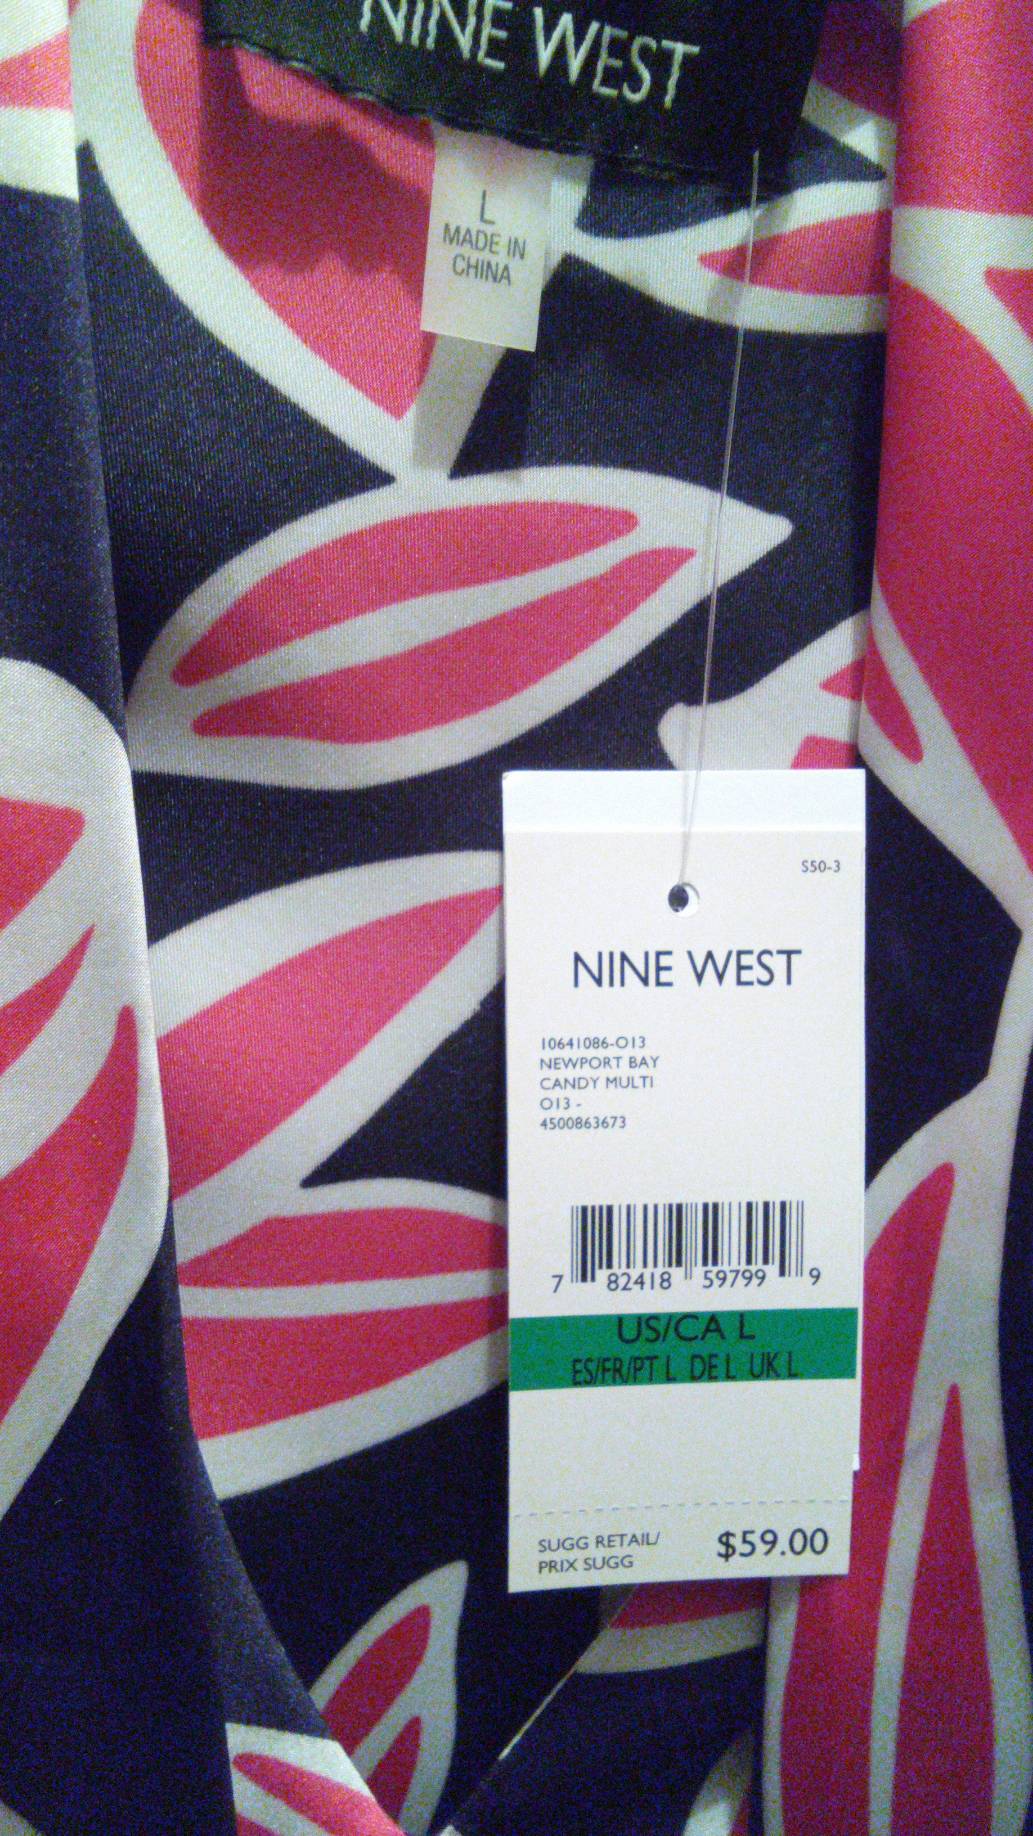 NINE WEST
L
MADE IN
CHINA
S50-3
NINE WEST
10641086-O13
NEWPORT BAY
CANDY MULTI
O13 -
4500863673
7 82418 59799 9
US/CA L
ES/FR/PT L DE L UK L
SUGG RETAIL/
PRIX SUGG
$59.00